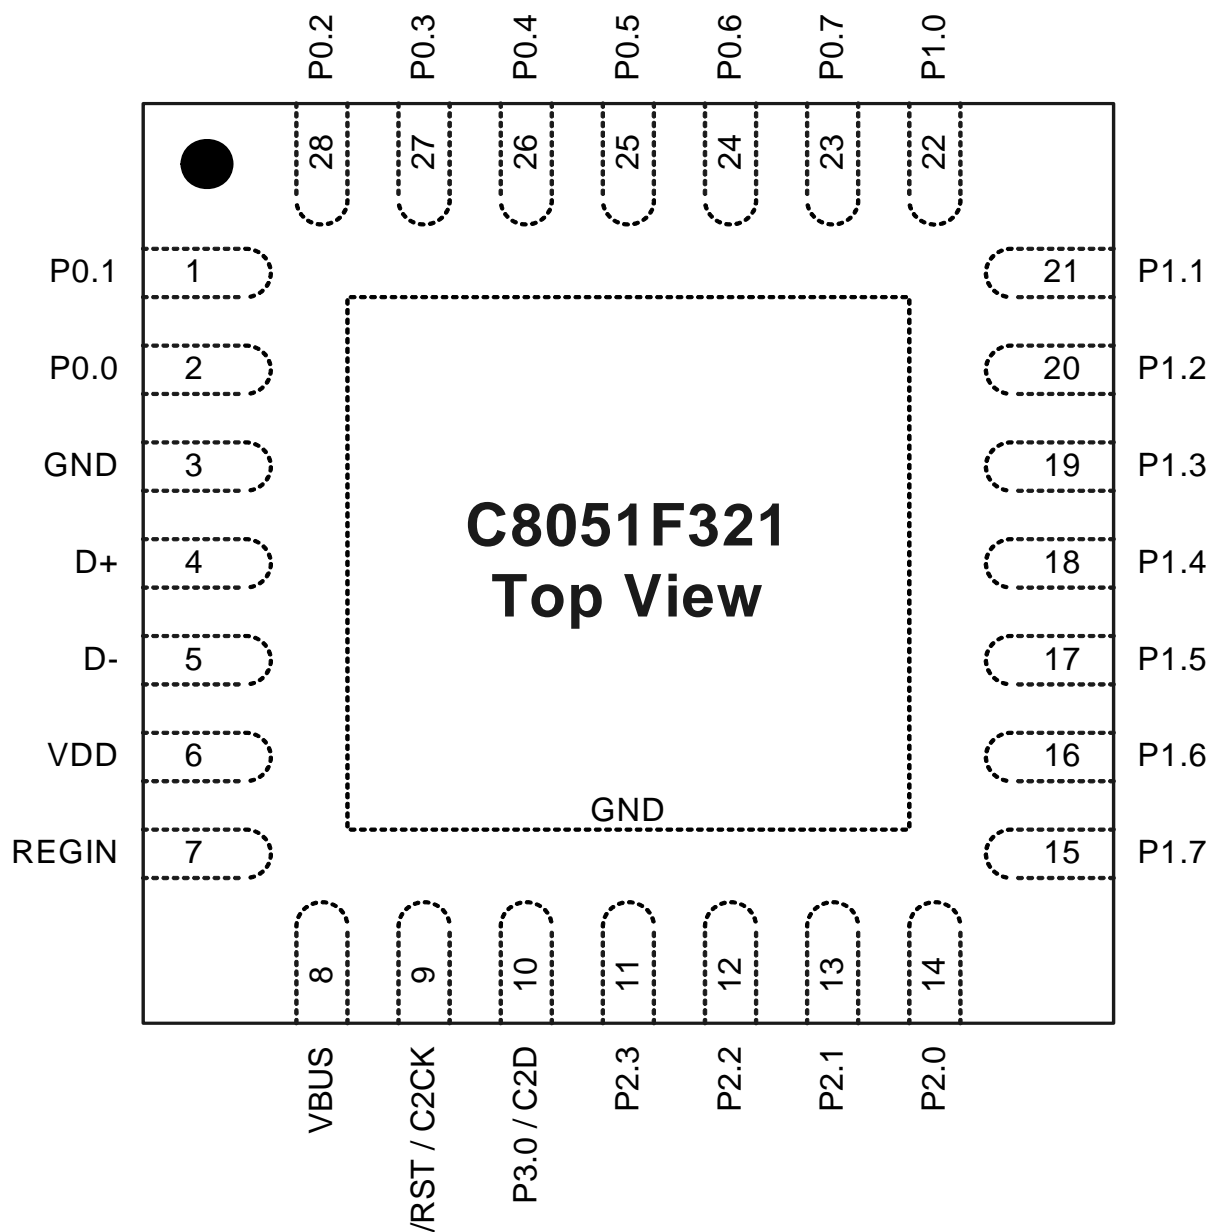 P0.2
P0.3
P0.4
P0.5
P0.6
P0.7
P1.0
28
27
26
25
24
23
22
P0.1
1
21
P1.1
P0.0
2
20
P1.2
GND
3
19
P1.3
C8051F321
Top View
D+
4
18
P1.4
D-
5
17
P1.5
VDD
6
16
P1.6
GND
REGIN
7
15
P1.7
8
9
10
11
12
13
14
VBUS
/RST / C2CK
P3.0 / C2D
P2.3
P2.2
P2.1
P2.0